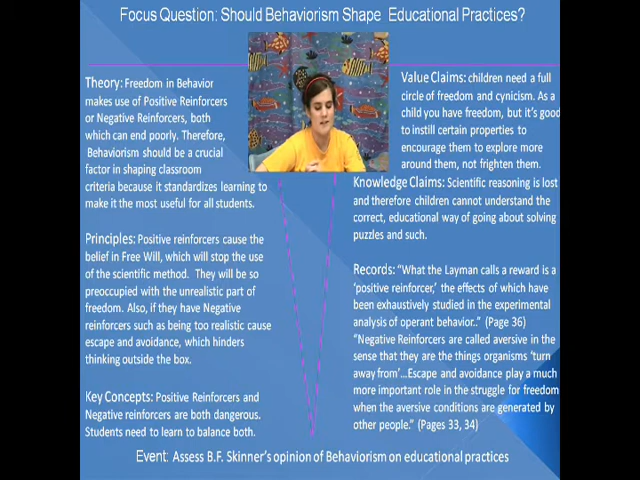 Focus Question: Should Behaviorism Shape Educational Practices?
Theory: Freedom in Behavior
makes use of Positive Reinforcers
or Negative Reinforcers, both
which can end poorly. Therefore,
Behaviorism should be a crucial
factor in shaping classroom
criteria because it standardizes learning to
make it the most useful for all students.
Principles: Positive reinforcers cause the
belief in Free Will, which will stop the use
of the scientific method. They will be so
preoccupied with the unrealistic part of
freedom. Also, if they have Negative
reinforcers such as being too realistic cause
escape and avoidance, which hinders
thinking outside the box.
Key Concepts: Positive Reinforcers and
Negative reinforcers are both dangerous.
Students need to learn to balance both.
Value Claims: children need a full
circle of freedom and cynicism. As a
child you have freedom, but it's good
to instill certain properties to
encourage them to explore more
around them, not frighten them.
Knowledge Claims: Scientific reasoning is lost
and therefore children cannot understand the
correct, educational way of going about solving
puzzles and such.
Records: “What the Layman calls a reward is a
‘positive reinforcer,’ the effects of which have
been exhaustively studied in the experimental
analysis of operant behavior..” (Page 36)
“Negative Reinforcers are called aversive in the
sense that they are the things organisms ‘turn
away from’...Escape and avoidance play a much
more important role in the struggle for freedom
when the aversive conditions are generated by
other people.” (Pages 33, 34)
Event: Assess B.F. Skinner's opinion of Behaviorism on educational practices